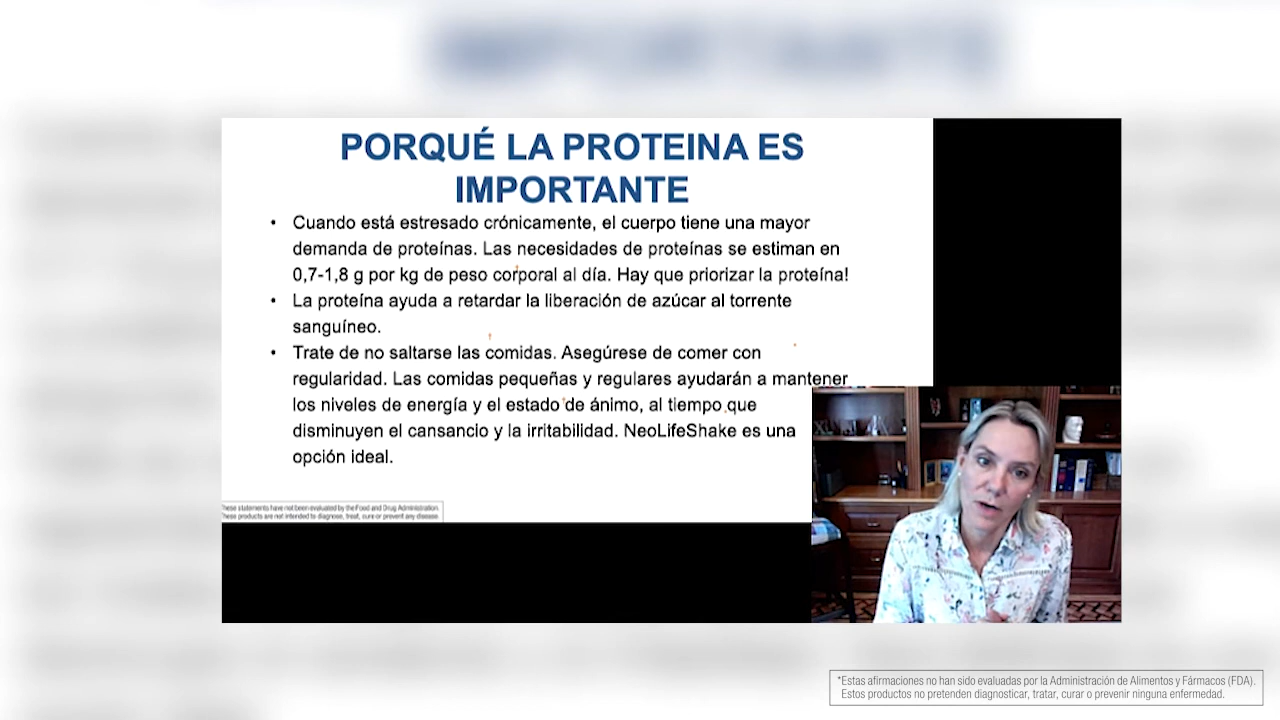 PORQUÉ LA PROTEINA ES
IMPORTANTE
• Cuando está estresado crónicamente, el cuerpo tiene una mayor
demanda de proteínas. Las necesidades de proteínas se estiman en
0,7-1,8 g por kg de peso corporal al día. Hay que priorizar la proteína!
• La proteína ayuda a retardar la liberación de azúcar al torrente
sanguíneo.
• Trate de no saltarse las comidas. Asegúrese de comer con
regularidad. Las comidas pequeñas y regulares ayudarán a mantener
los niveles de energía y el estado de ánimo, al tiempo que
disminuyen el cansancio y la irritabilidad. NeoLifeShake es una
opción ideal.
These statements have not been evaluated by the Food and Drug Administration.
These products are not intended to diagnose, treat, cure or prevent any disease.
*Estas afirmaciones no han sido evaluadas por la Administración de Alimentos y Fármacos (FDA).
Estos productos no pretenden diagnosticar, tratar, curar o prevenir ninguna enfermedad.